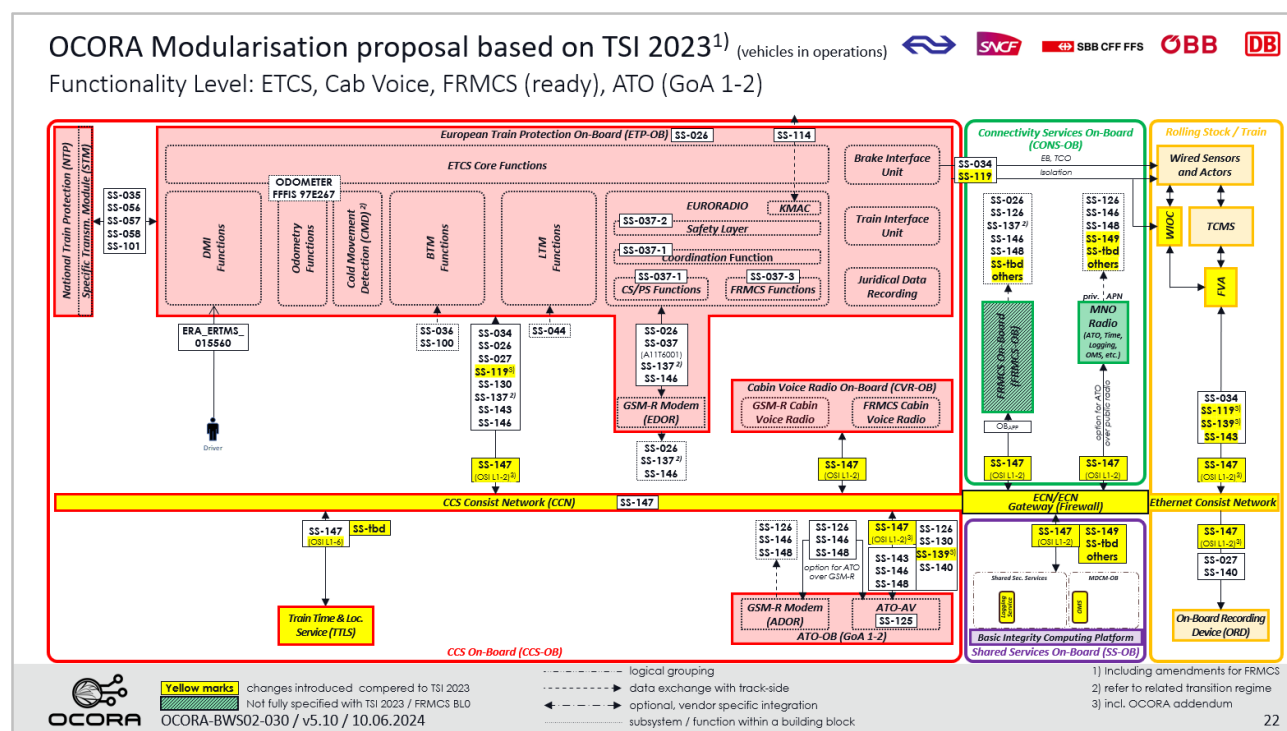 OCORA Modularisation proposal based on TSI 2023¹⁾ (vehicles in operations)
SNCF
SBB CFF FFS
ÖBB
DB
Functionality Level: ETCS, Cab Voice, FRMCS (ready), ATO (GoA 1-2)
National Train Protection (NTP)
Specific Transm. Module (STM)
European Train Protection On-Board (ETP-OB)
SS-026
SS-114
ETCS Core Functions
ODOMETER
FFFIS 97E267
SS-035
SS-056
SS-057
SS-058
SS-101
DMI
Functions
Odometry
Functions
Cold Movement
Detection (CMD) ²⁾
BTM
Functions
LTM
Functions
EURORADIO
KMAC
SS-037-2
Safety Layer
SS-037-1
Coordination Function
SS-037-1
CS/PS Functions
SS-037-3
FRMCS Functions
Brake Interface
Unit
Train Interface
Unit
Juridical Data
Recording
SS-034
SS-119
EB, TCO
Isolation
ERA_ERTMS_
015560
Driver
SS-036
SS-100
SS-034
SS-026
SS-027
SS-119³⁾
SS-130
SS-137²⁾
SS-143
SS-146
SS-044
SS-026
SS-037
(A11T6001)
SS-137²⁾
SS-146
GSM-R Modem
(EDOR)
SS-026
SS-137²⁾
SS-146
Cabin Voice Radio On-Board (CVR-OB)
GSM-R Cabin
Voice Radio
FRMCS Cabin
Voice Radio
SS-147
(OSI L1-2)³⁾
SS-147
(OSI L1-2)
CCS Consist Network (CCN)
SS-147
SS-147
(OSI L1-6)
SS-tbd
Train Time & Loc.
Service (TTLS)
SS-126
SS-146
SS-148
SS-126
SS-146
SS-148
option for ATO
over GSM-R
SS-147
(OSI L1-2)³⁾
SS-143
SS-146
SS-148
SS-126
SS-130
SS-139³⁾
SS-140
GSM-R Modem
(ADOR)
ATO-AV
SS-125
ATO-OB (GoA 1-2)
CCS On-Board (CCS-OB)
Connectivity Services On-Board
(CONS-OB)
SS-026
SS-126
SS-137²⁾
SS-146
SS-148
SS-tbd
others
SS-126
SS-146
SS-148
SS-149
SS-tbd
others
FRMCS On-Board
(FRMCS-OB)
priv. APN
MNO
Radio
(ATO, Time,
Logging,
OMS, etc.)
OBAPP
option for ATO
over public radio
SS-147
(OSI L1-2)
SS-147
(OSI L1-2)
ECN/ECN
Gateway (Firewall)
SS-147
(OSI L1-2)
SS-149
SS-tbd
others
Shared Sec. Services
MDCM-OB
Logging
Service
OMS
Basic Integrity Computing Platform
Shared Services On-Board (SS-OB)
Rolling Stock / Train
Wired Sensors
and Actors
WIOC
TCMS
FVA
SS-034
SS-119³⁾
SS-139³⁾
SS-143
SS-147
(OSI L1-2)³⁾
Ethernet Consist Network
SS-147
(OSI L1-2)³⁾
SS-027
SS-140
On-Board Recording
Device (ORD)
OCORA
Yellow marks changes introduced compered to TSI 2023
Not fully specified with TSI 2023 / FRMCS BL0
OCORA-BWS02-030 / v5.10 / 10.06.2024
logical grouping
data exchange with track-side
optional, vendor specific integration
subsystem / function within a building block
1) Including amendments for FRMCS
2) refer to related transition regime
3) incl. OCORA addendum
22